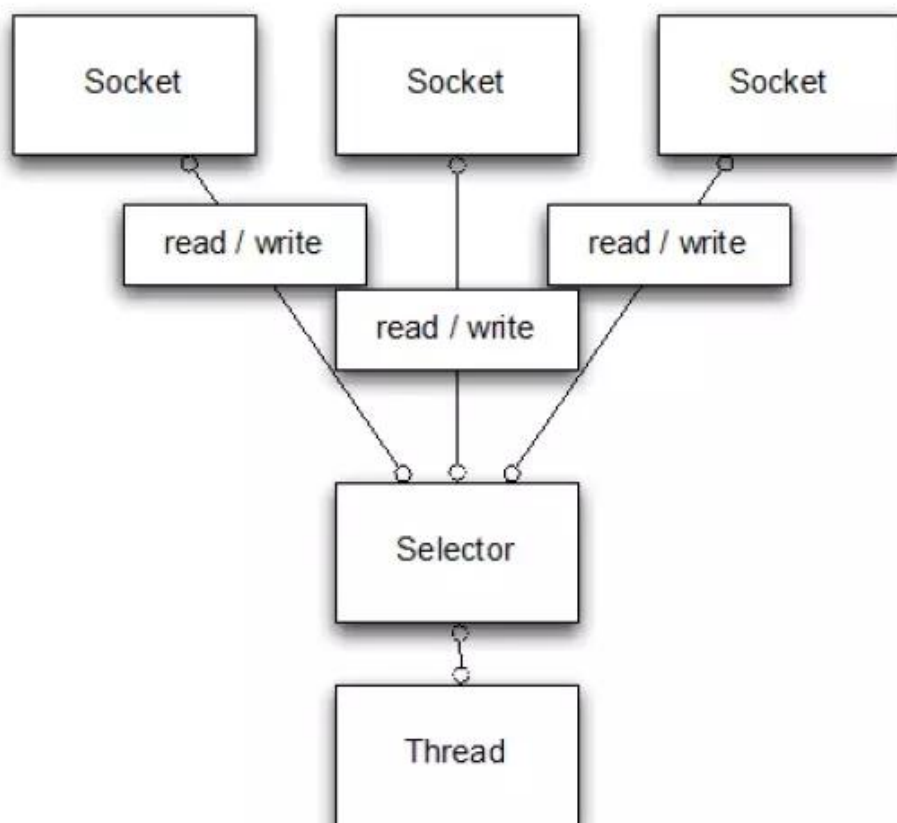 Socket
Socket
Socket
read / write
read / write
read / write
Selector
Thread